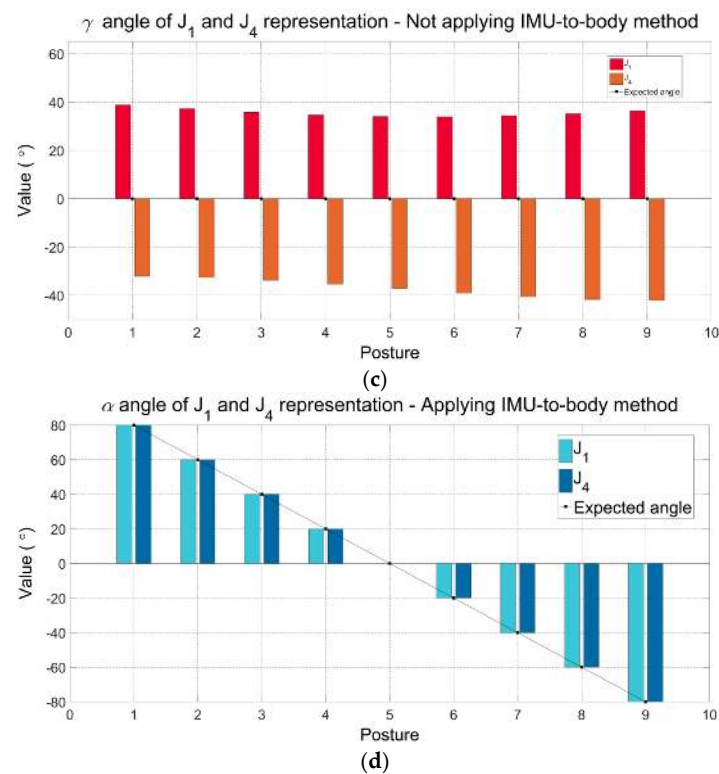 γ angle of J1 and J4 representation - Not applying IMU-to-body method
60
40
20
0
-20
-40
Value ( °)
J1
J4
Expected angle
0 1 2 3 4 5 6 7 8 9 10
Posture
(c)
α angle of J1 and J4 representation - Applying IMU-to-body method
80
60
40
20
0
-20
-40
-60
-80
Value ( °)
J1
J4
Expected angle
0 1 2 3 4 5 6 7 8 9 10
Posture
(d)